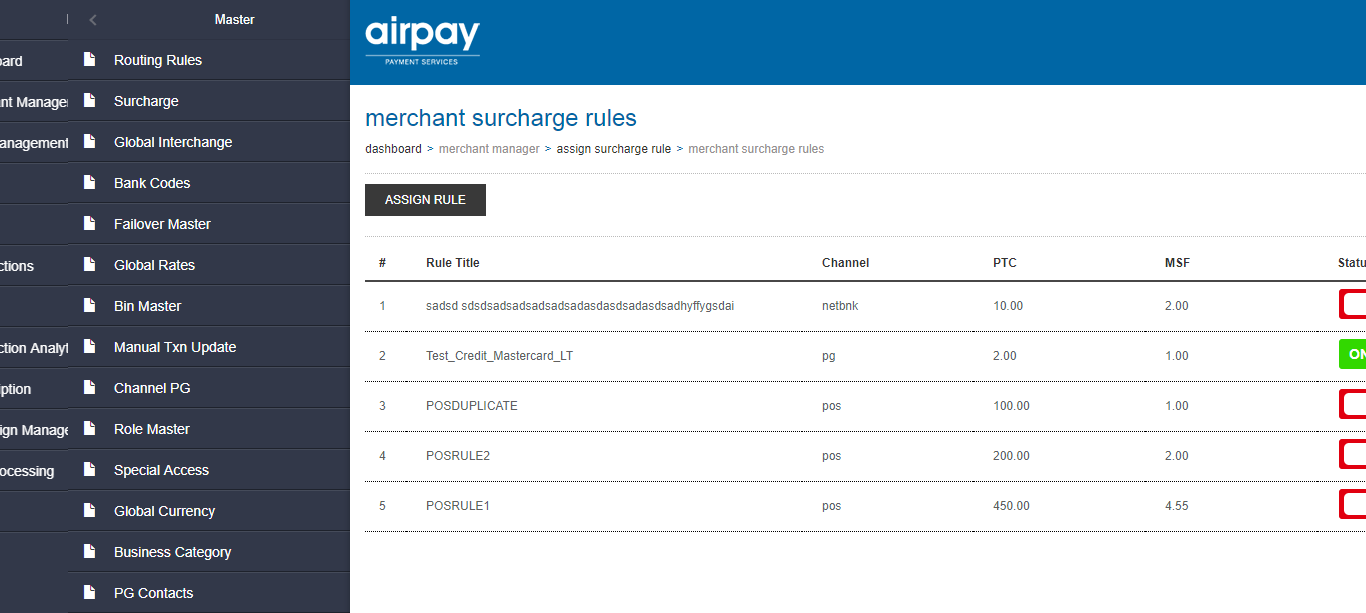 Master
Routing Rules
Surcharge
Global Interchange
Bank Codes
Failover Master
Global Rates
Bin Master
Manual Txn Update
Channel PG
Role Master
Special Access
Global Currency
Business Category
PG Contacts
oard
nt Manager
anagement
ctions
ction Analyt
iption
ign Manage
ocessing
airpay
PAYMENT SERVICES
merchant surcharge rules
dashboard > merchant manager > assign surcharge rule > merchant surcharge rules
ASSIGN RULE
# Rule Title Channel PTC MSF Statu
1 sadsd sdsdsadsadsadsadsadasdasdsadasdsadhyffygsdai netbnk 10.00 2.00
2 Test_Credit_Mastercard_LT pg 2.00 1.00 ON
3 POSDUPLICATE pos 100.00 1.00
4 POSRULE2 pos 200.00 2.00
5 POSRULE1 pos 450.00 4.55